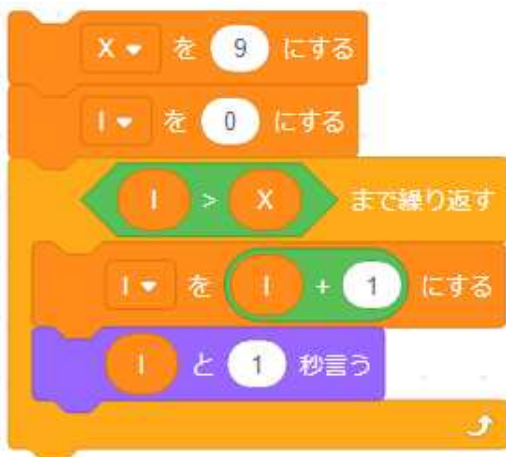 X を 9 にする
I を 0 にする
I > X まで繰り返す
I を I + 1 にする
I と 1 秒言う